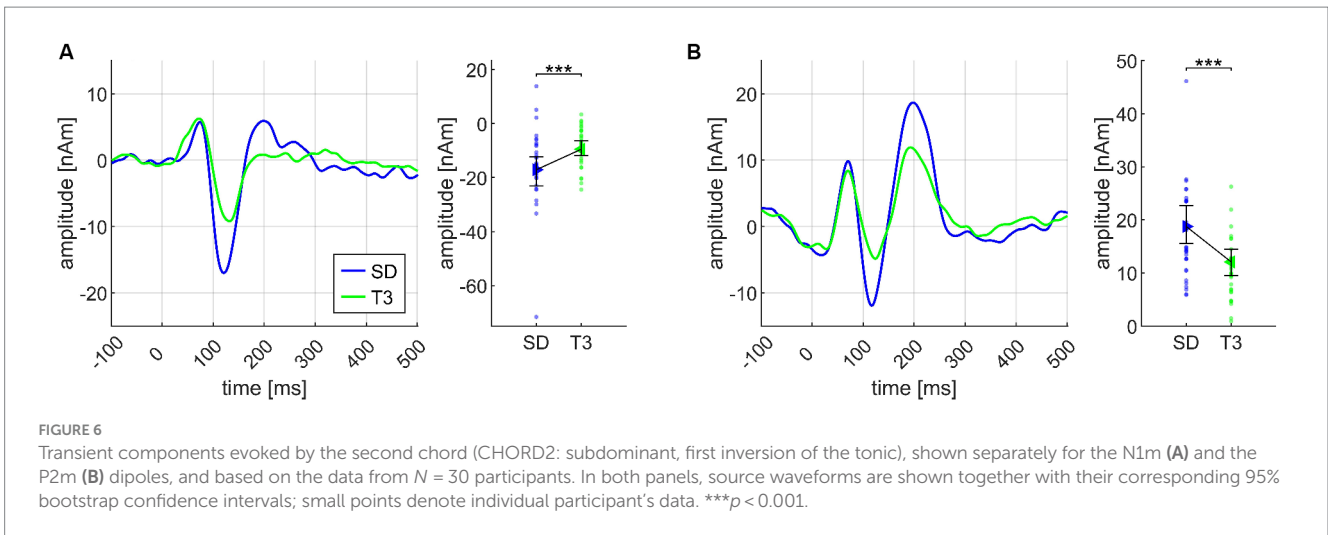 A
10
0
-10
-20
amplitude [nAm]
-100
0
100
200
300
400
500
time [ms]
SD
T3
20
0
-20
-40
-60
amplitude [nAm]
***
SD
T3
B
20
10
0
-10
amplitude [nAm]
-100
0
100
200
300
400
500
time [ms]
50
40
30
20
10
0
amplitude [nAm]
***
SD
T3
FIGURE 6
Transient components evoked by the second chord (CHORD2: subdominant, first inversion of the tonic), shown separately for the N1m (A) and the
P2m (B) dipoles, and based on the data from N = 30 participants. In both panels, source waveforms are shown together with their corresponding 95%
bootstrap confidence intervals; small points denote individual participant's data. ***p < 0.001.